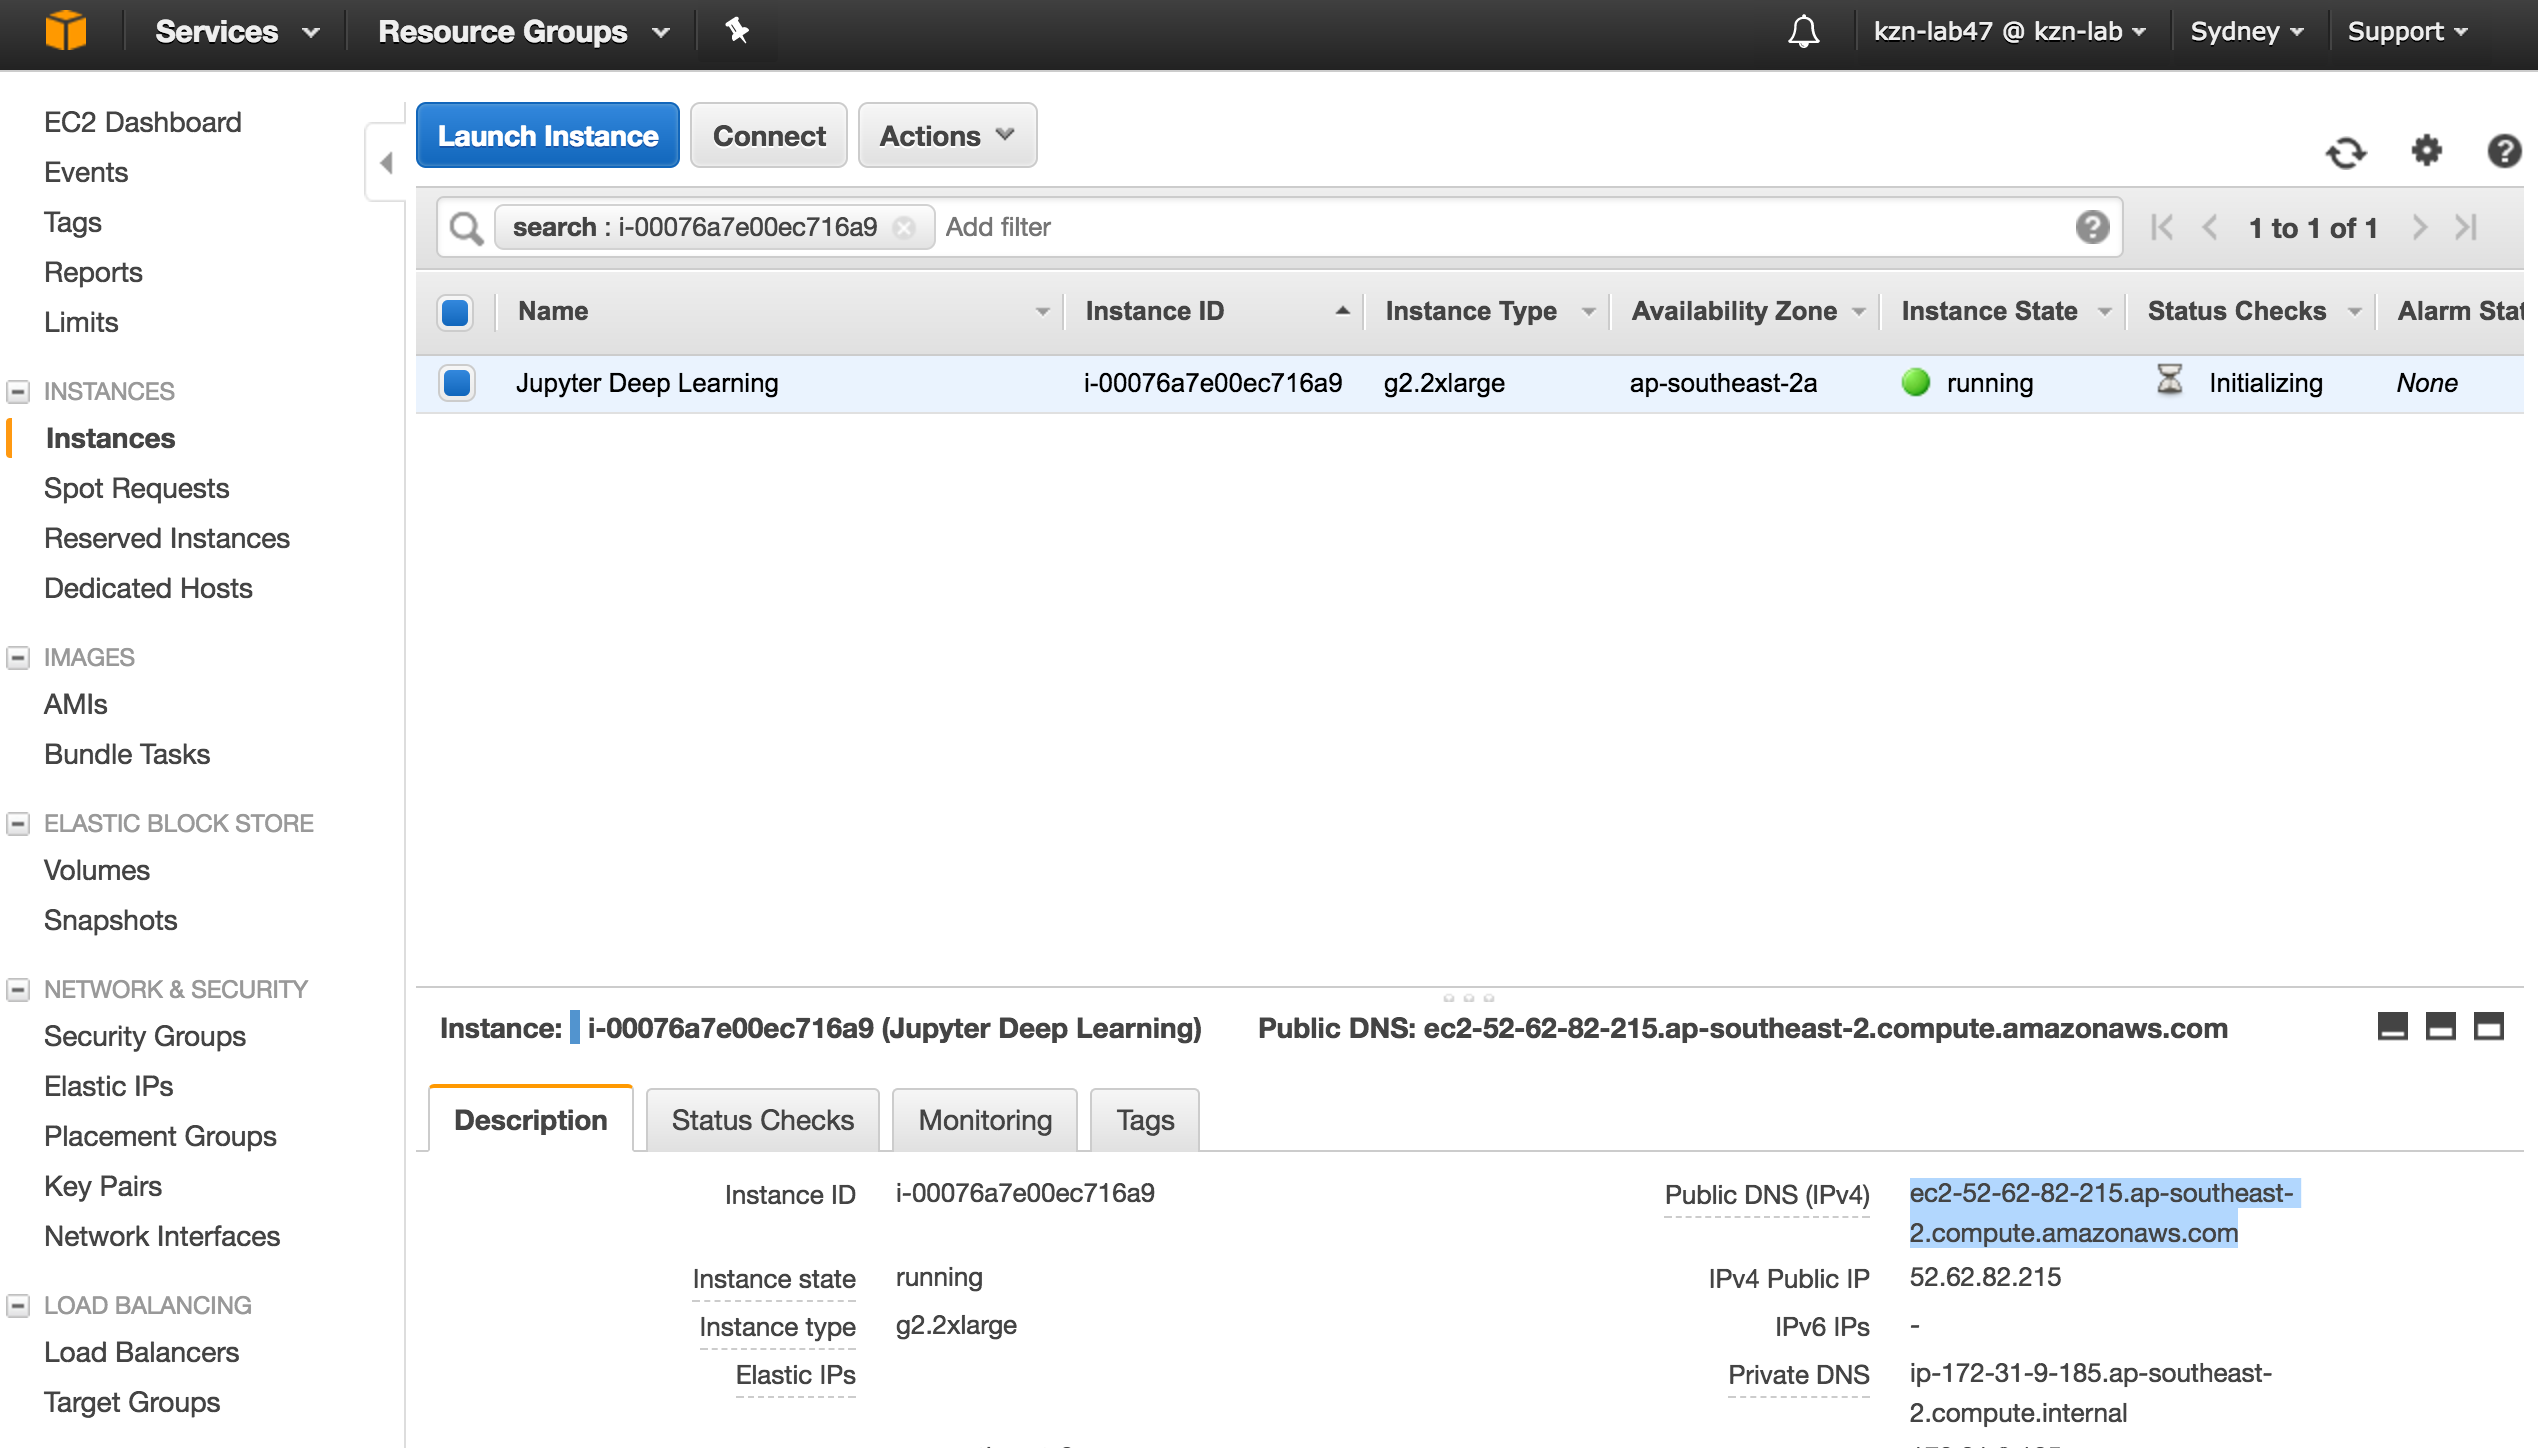 Services
Resource Groups
kzn-lab47 @ kzn-lab
Sydney
Support
EC2 Dashboard
Events
Tags
Reports
Limits
INSTANCES
Instances
Spot Requests
Reserved Instances
Dedicated Hosts
IMAGES
AMIs
Bundle Tasks
ELASTIC BLOCK STORE
Volumes
Snapshots
NETWORK & SECURITY
Security Groups
Elastic IPs
Placement Groups
Key Pairs
Network Interfaces
LOAD BALANCING
Load Balancers
Target Groups
Launch Instance
Connect
Actions
search : i-00076a7e00ec716a9 Add filter
1 to 1 of 1
Name Instance ID Instance Type Availability Zone Instance State Status Checks Alarm Stat
Jupyter Deep Learning i-00076a7e00ec716a9 g2.2xlarge ap-southeast-2a running Initializing None
Instance: i-00076a7e00ec716a9 (Jupyter Deep Learning) Public DNS: ec2-52-62-82-215.ap-southeast-2.compute.amazonaws.com
Description
Status Checks
Monitoring
Tags
Instance ID i-00076a7e00ec716a9
Instance state running
Instance type g2.2xlarge
Elastic IPs
Public DNS (IPv4) ec2-52-62-82-215.ap-southeast-
2.compute.amazonaws.com
IPv4 Public IP 52.62.82.215
IPv6 IPs -
Private DNS ip-172-31-9-185.ap-southeast-
2.compute.internal